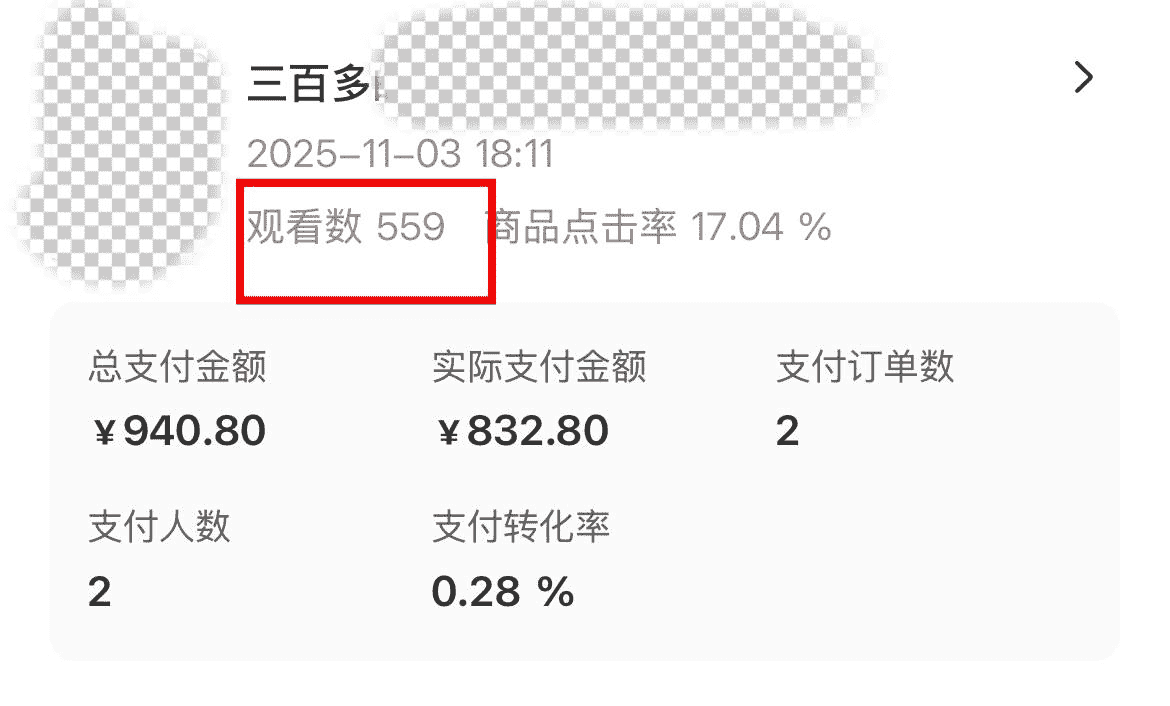 三百多
2025-11-03 18:11
观看数 559 商品点击率 17.04 %
总支付金额 实际支付金额 支付订单数
¥940.80 ¥832.80 2
支付人数 支付转化率
2 0.28 %